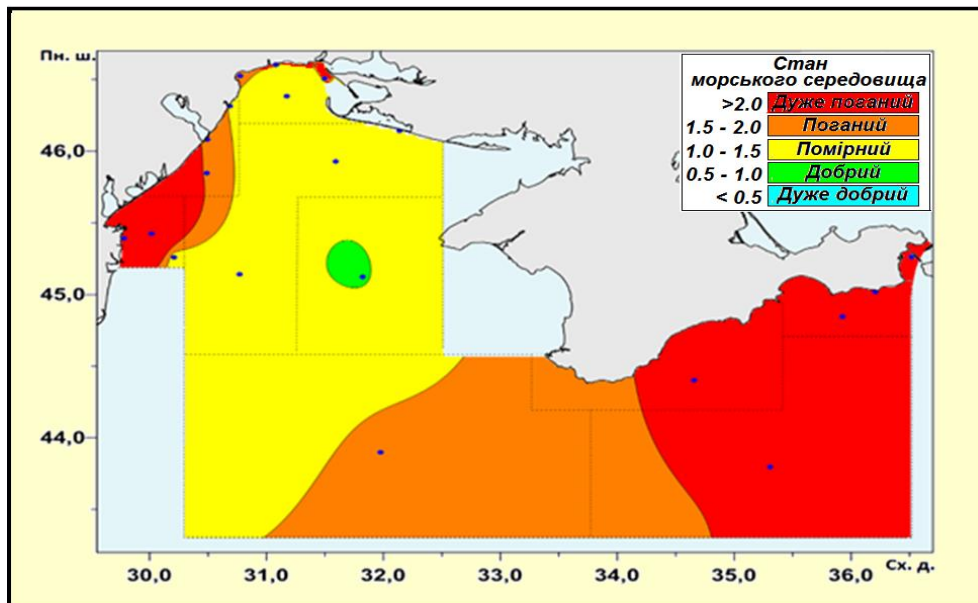 Пн. ш.
Стан
морського середовища
>2.0 Дуже поганий
1.5 - 2.0 Поганий
1.0 - 1.5 Помірний
0.5 - 1.0 Добрий
< 0.5 Дуже добрий
46,0
45,0
44,0
30,0 31,0 32,0 33,0 34,0 35,0 36,0 Сх. д.